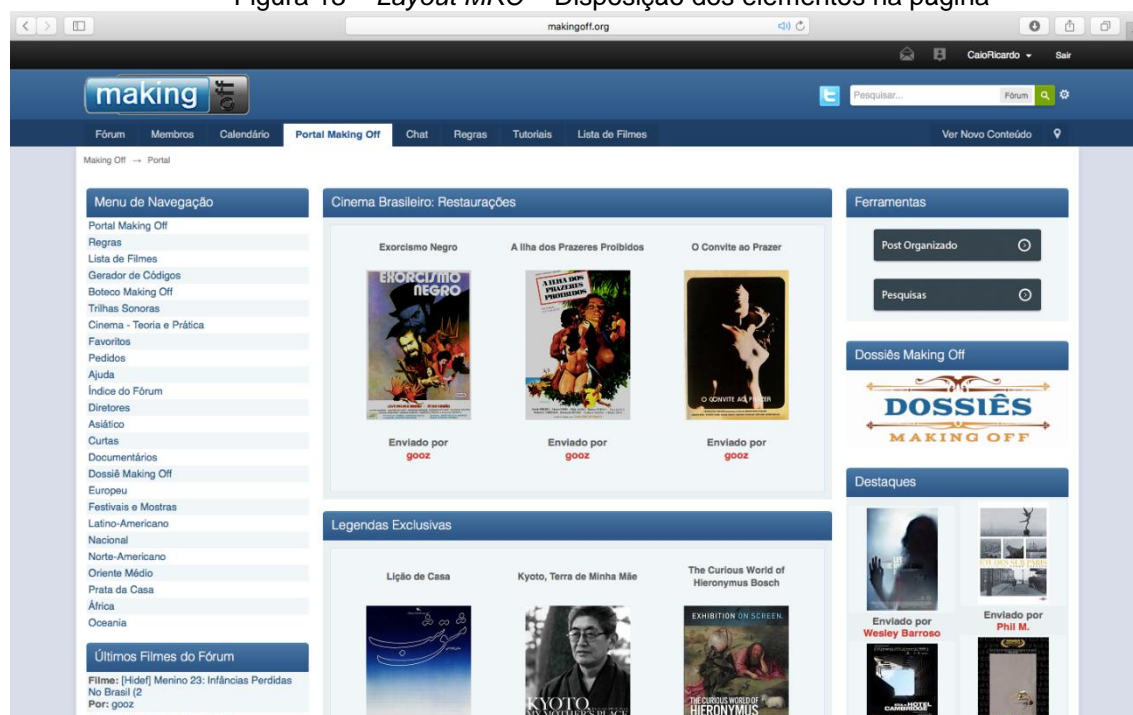 Figura 13 – Layout MKO – Disposição dos elementos na página
makingoff.org
CaioRicardo
Sair
making off
Pesquisar...
Fórum
Fórum Membros Calendário Portal Making Off Chat Regras Tutoriais Lista de Filmes Ver Novo Conteúdo
Making Off → Portal
Menu de Navegação
Portal Making Off
Regras
Lista de Filmes
Gerador de Códigos
Boteco Making Off
Trilhas Sonoras
Cinema - Teoria e Prática
Favoritos
Pedidos
Ajuda
Índice do Fórum
Diretores
Asiático
Curtas
Documentários
Dossiê Making Off
Europeu
Festivais e Mostras
Latino-Americano
Nacional
Norte-Americano
Oriente Médio
Prata da Casa
África
Oceania
Últimos Filmes do Fórum
Filme: [Hidef] Menino 23: Infâncias Perdidas
No Brasil (2
Por: gooz
Cinema Brasileiro: Restaurações
Exorcismo Negro A Ilha dos Prazeres Proibidos O Convite ao Prazer
EXORCISMO
NEGRO
A ILHA DOS
PRAZERES
PROIBIDOS
O CONVITE AO PRAZER
Enviado por Enviado por Enviado por
gooz gooz gooz
Legendas Exclusivas
Lição de Casa Kyoto, Terra de Minha Mãe The Curious World of
Hieronymus Bosch
KYOTO,
MY MOTHER'S PLACE
EXHIBITION ON SCREEN
THE CURIOUS WORLD OF
HIERONYMUS
Ferramentas
Post Organizado
Pesquisas
Dossiês Making Off
DOSSIÊS
MAKING OFF
Destaques
Enviado por Enviado por
Wesley Barroso Phil M.
HOTEL
CAMBRIDGE